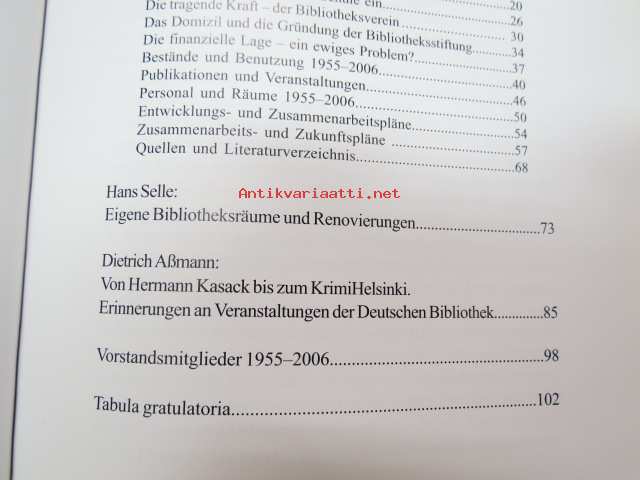 ein....................20
Die tragende Kraft – der Bibliotheksverein....................26
Das Domizil und die Gründung der Bibliotheksstiftung....................30
Die finanzielle Lage – ein ewiges Problem?....................34
Bestände und Benutzung 1955–2006....................37
Publikationen und Veranstaltungen....................40
Personal und Räume 1955–2006....................46
Entwicklungs- und Zusammenarbeitspläne....................50
Zusammenarbeits- und Zukunftspläne....................54
Quellen und Literaturverzeichnis....................57
68
Hans Selle:
Antikvariaatti.net
Eigene Bibliotheksräume und Renovierungen....................73
Dietrich Aßmann:
Von Hermann Kasack bis zum KrimiHelsinki.
Erinnerungen an Veranstaltungen der Deutschen Bibliothek.............85
Vorstandsmitglieder 1955–2006....................98
Tabula gratulatoria....................102